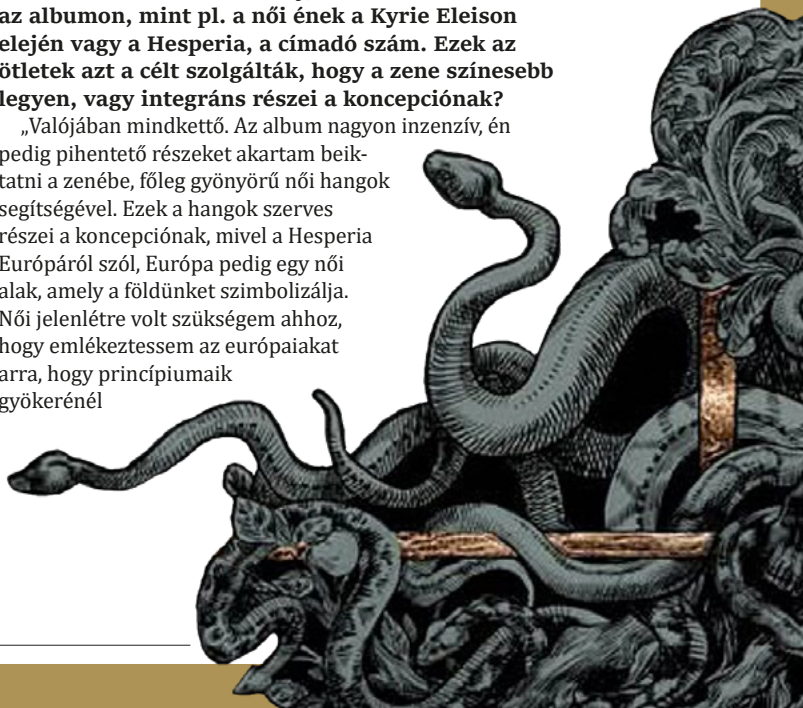 az albumon, mint pl. a női ének a Kyrie Eleison
elején vagy a Hesperia, a címadó szám. Ezek az
ötletek azt a célt szolgálták, hogy a zene színesebb
legyen, vagy integráns részei a koncepciónak?
„Valójában mindkettő. Az album nagyon inzenzív, én
pedig pihentető részeket akartam beik-
tatni a zenébe, főleg gyönyörű női hangok
segítségével. Ezek a hangok szerves
részei a koncepciónak, mivel a Hesperia
Európáról szól, Európa pedig egy női
alak, amely a földünket szimbolizálja.
Női jelenlétre volt szükségem ahhoz,
hogy emlékeztessem az európaiakat
arra, hogy princípiumaik
gyökerénél